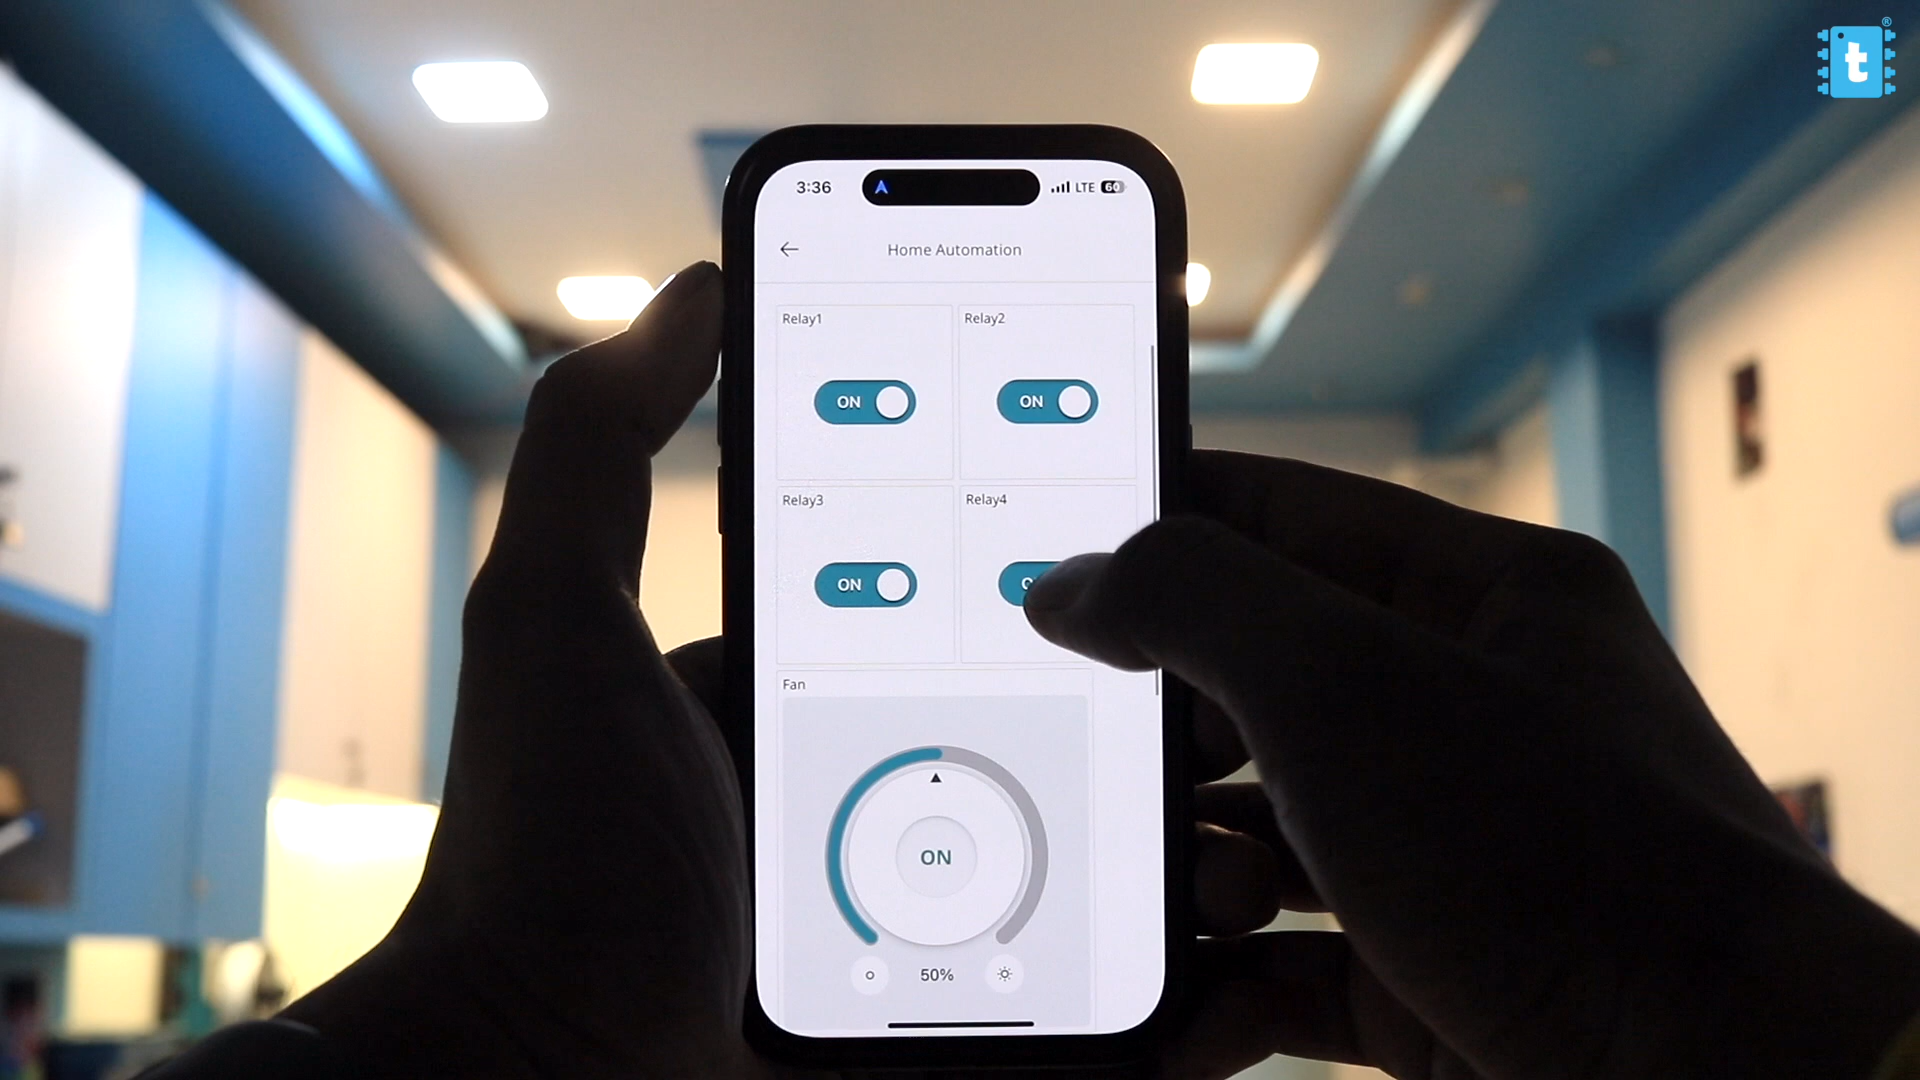 t®
3:36 LTE 60
Home Automation
Relay1 Relay2
ON ON
Relay3 Relay4
ON
Fan
ON
50%